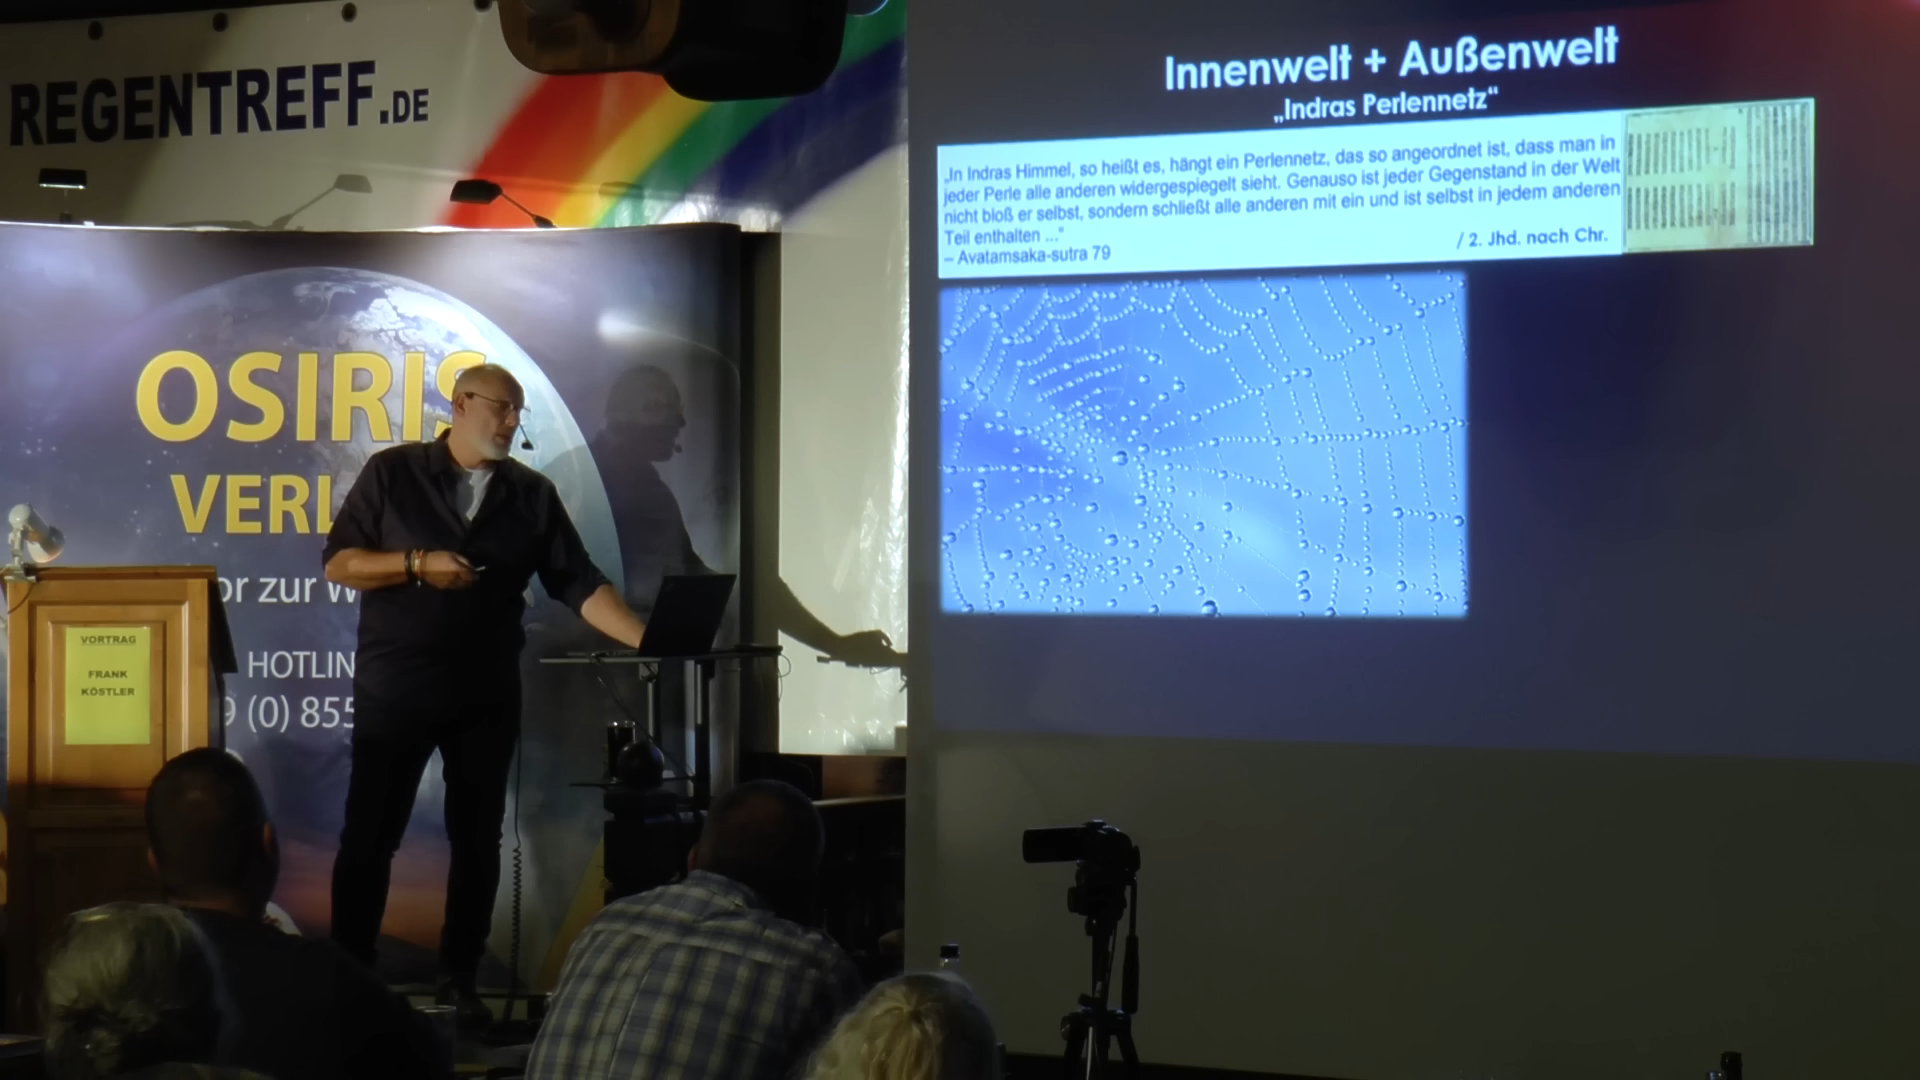 REGENTREFF.DE
OSIRIS
VERL
or zur W
HOTLIN
9 (0) 855
VORTRAG
FRANK
KÖSTLER
Innenwelt + Außenwelt
„Indras Perlennetz“
„In Indras Himmel, so heißt es, hängt ein Perlennetz, das so angeordnet ist, dass man in
jeder Perle alle anderen widergespiegelt sieht. Genauso ist jeder Gegenstand in der Welt
nicht bloß er selbst, sondern schließt alle anderen mit ein und ist selbst in jedem anderen
Teil enthalten ...“
– Avatamsaka-sutra 79
/ 2. Jhd. nach Chr.